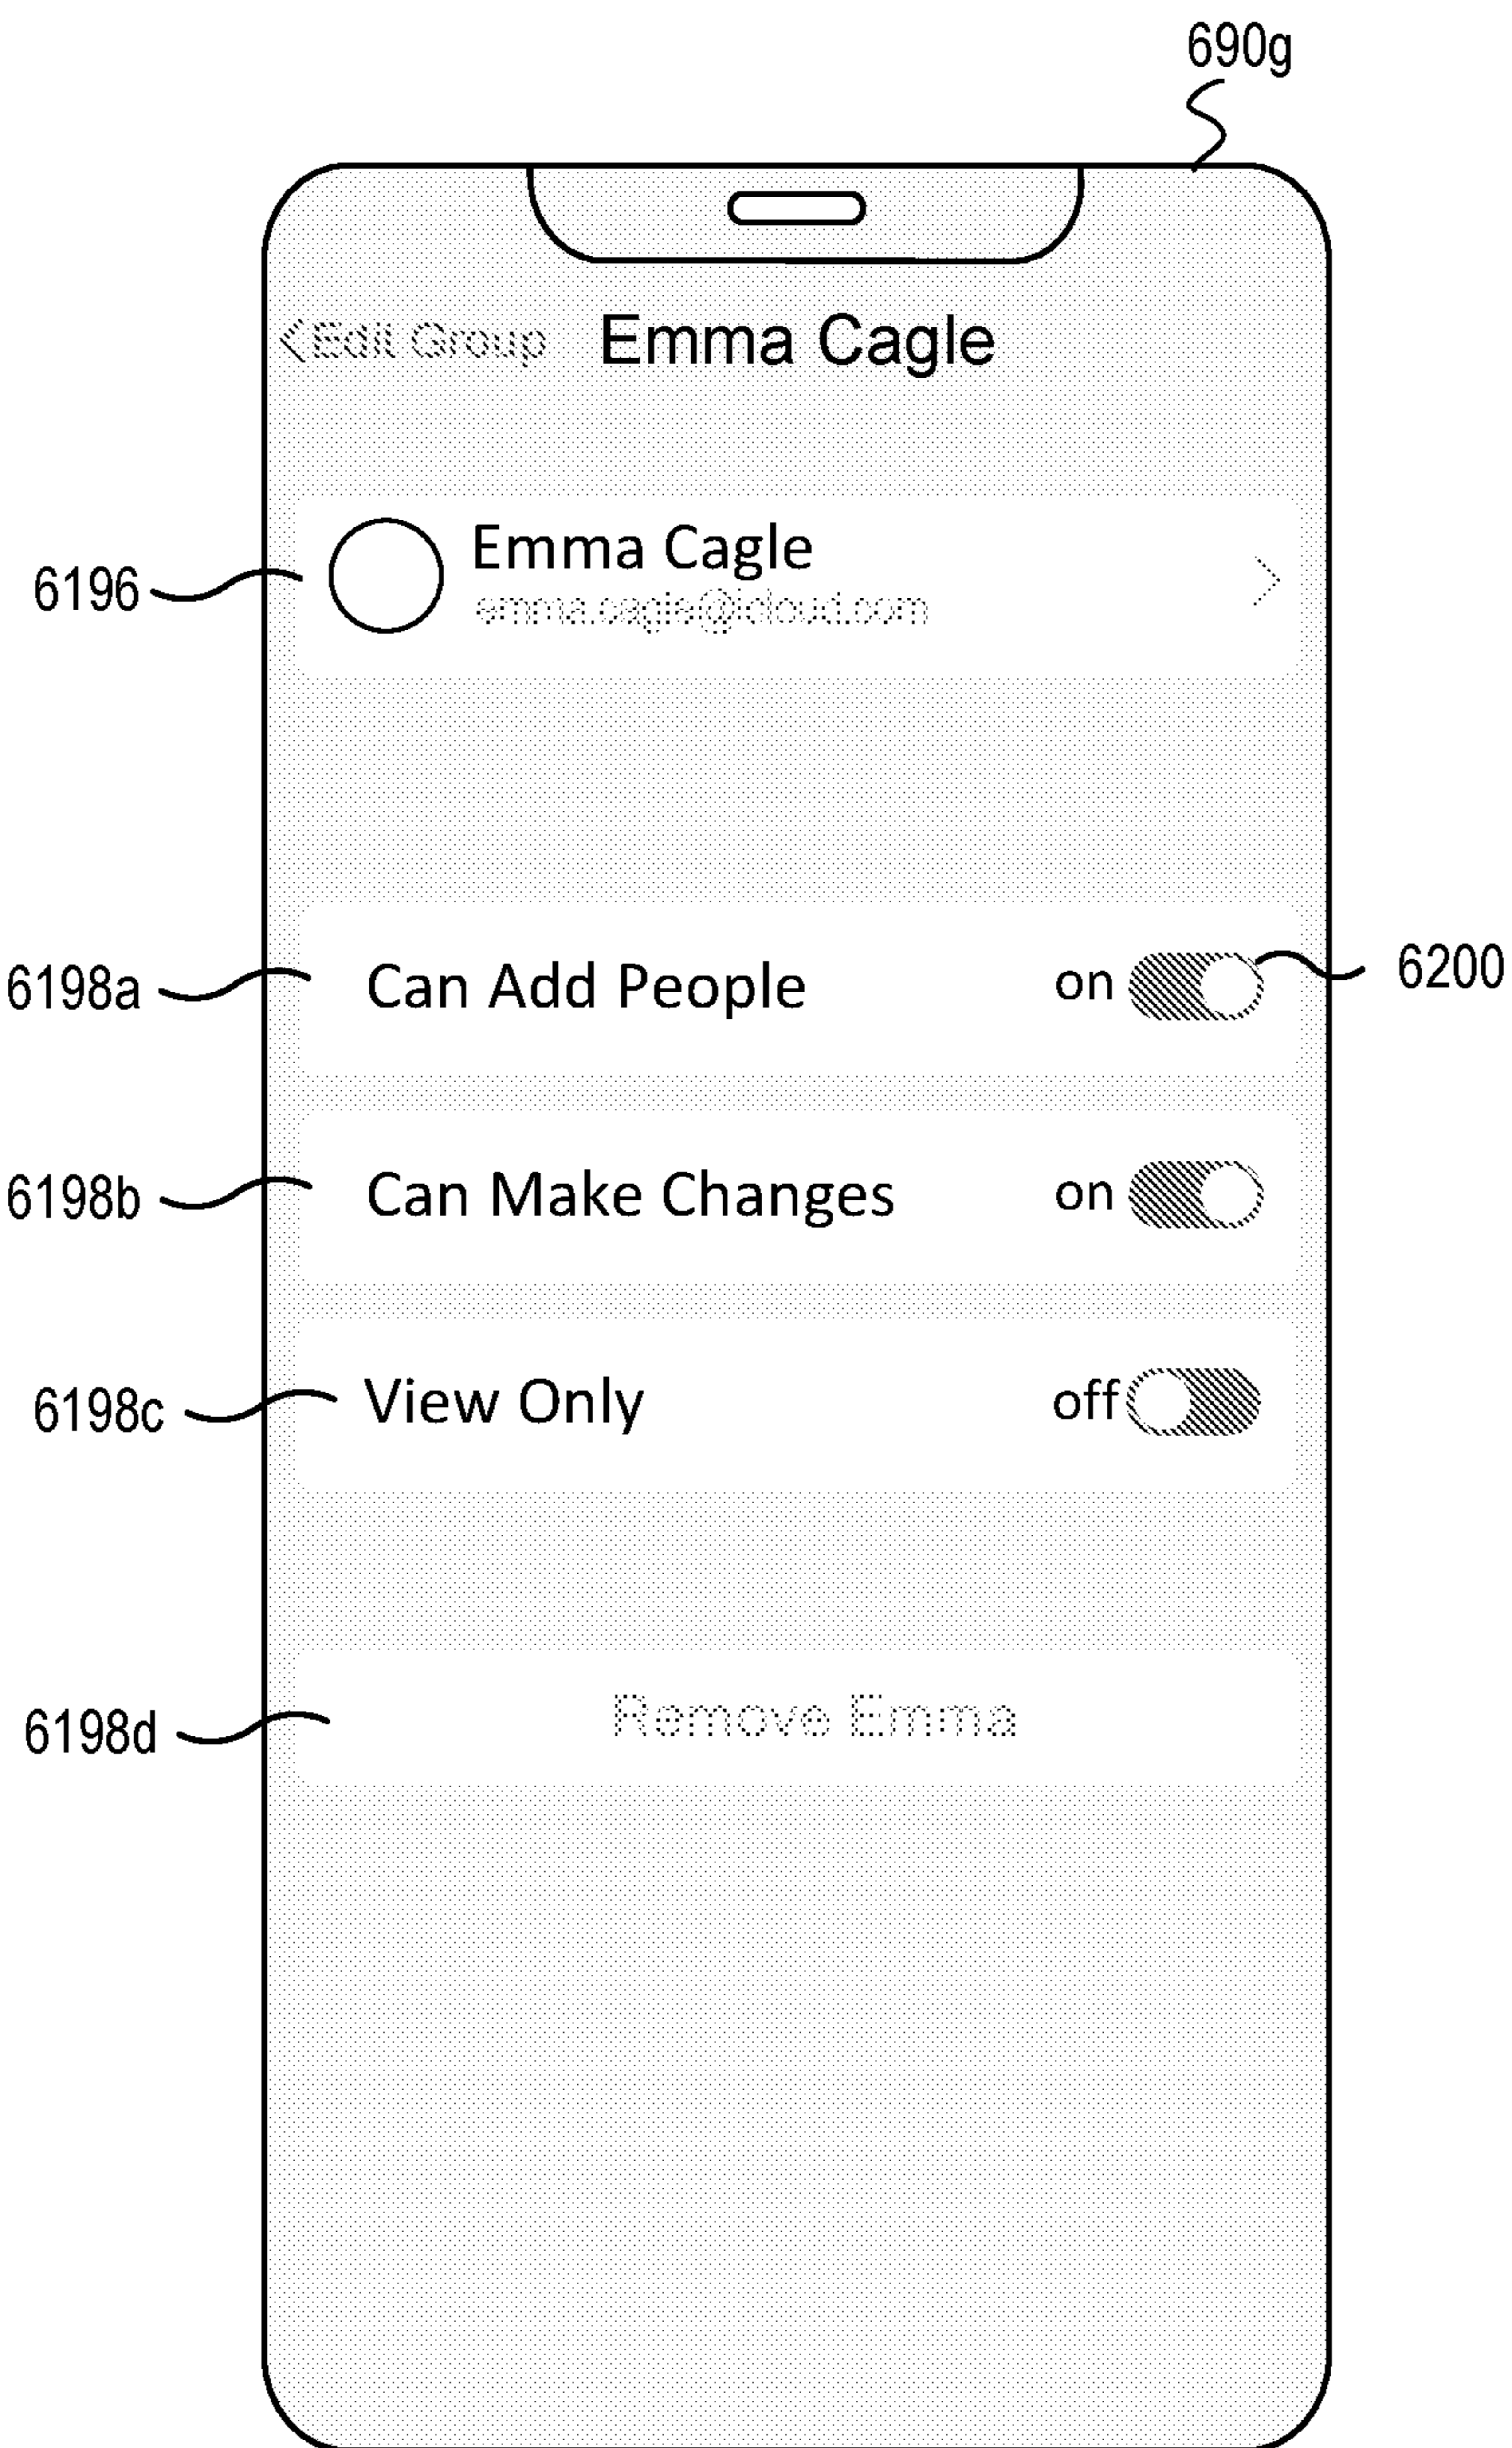 690g
<Edit Group Emma Cagle
6196
Emma Cagle
emma.cagle@icloud.com
6198a Can Add People on 6200
6198b Can Make Changes on
6198c View Only off
6198d Remove Emma